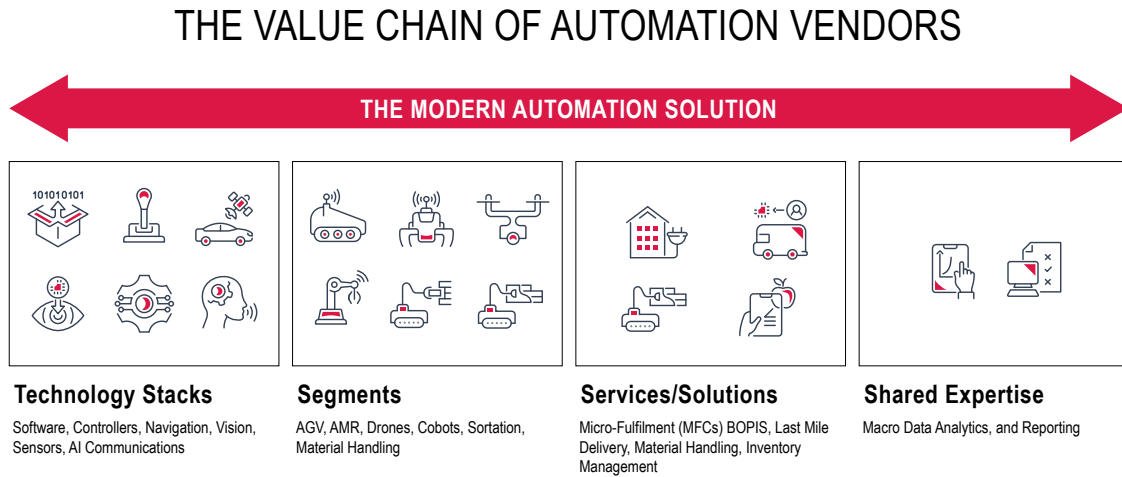 THE VALUE CHAIN OF AUTOMATION VENDORS
THE MODERN AUTOMATION SOLUTION
101010101
Technology Stacks
Software, Controllers, Navigation, Vision,
Sensors, AI Communications
Segments
AGV, AMR, Drones, Cobots, Sortation,
Material Handling
Services/Solutions
Micro-Fulfilment (MFCs) BOPIS, Last Mile
Delivery, Material Handling, Inventory
Management
Shared Expertise
Macro Data Analytics, and Reporting